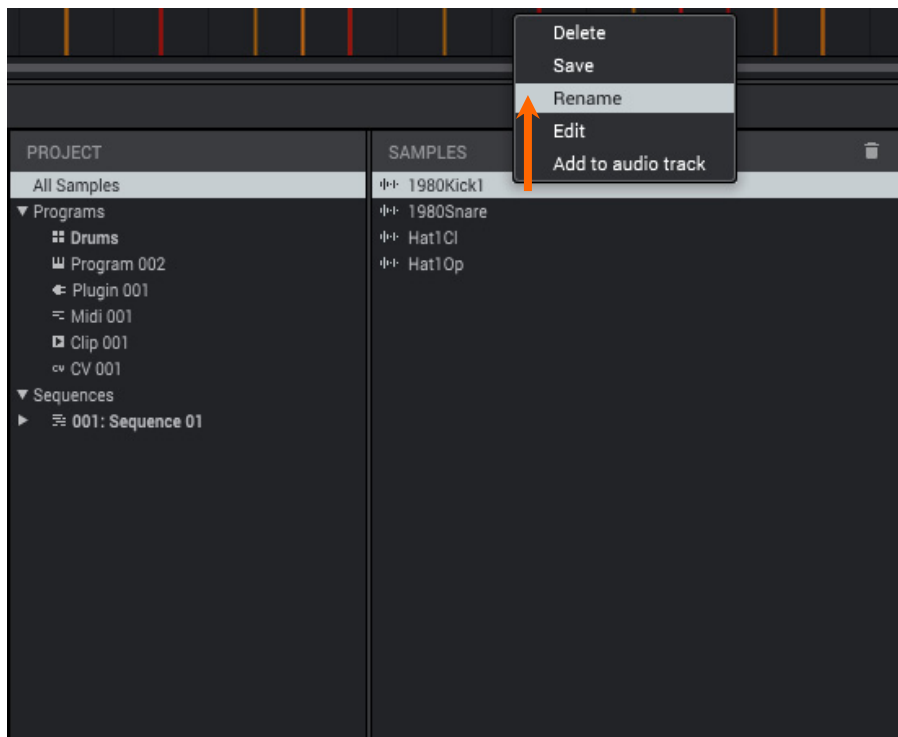 Delete
Save
Rename
Edit
Add to audio track
PROJECT
SAMPLES
All Samples
Programs
Drums
Program 002
Plugin 001
Midi 001
Clip 001
CV CV 001
Sequences
001: Sequence 01
1980Kick1
1980Snare
Hat1Cl
Hat1Op